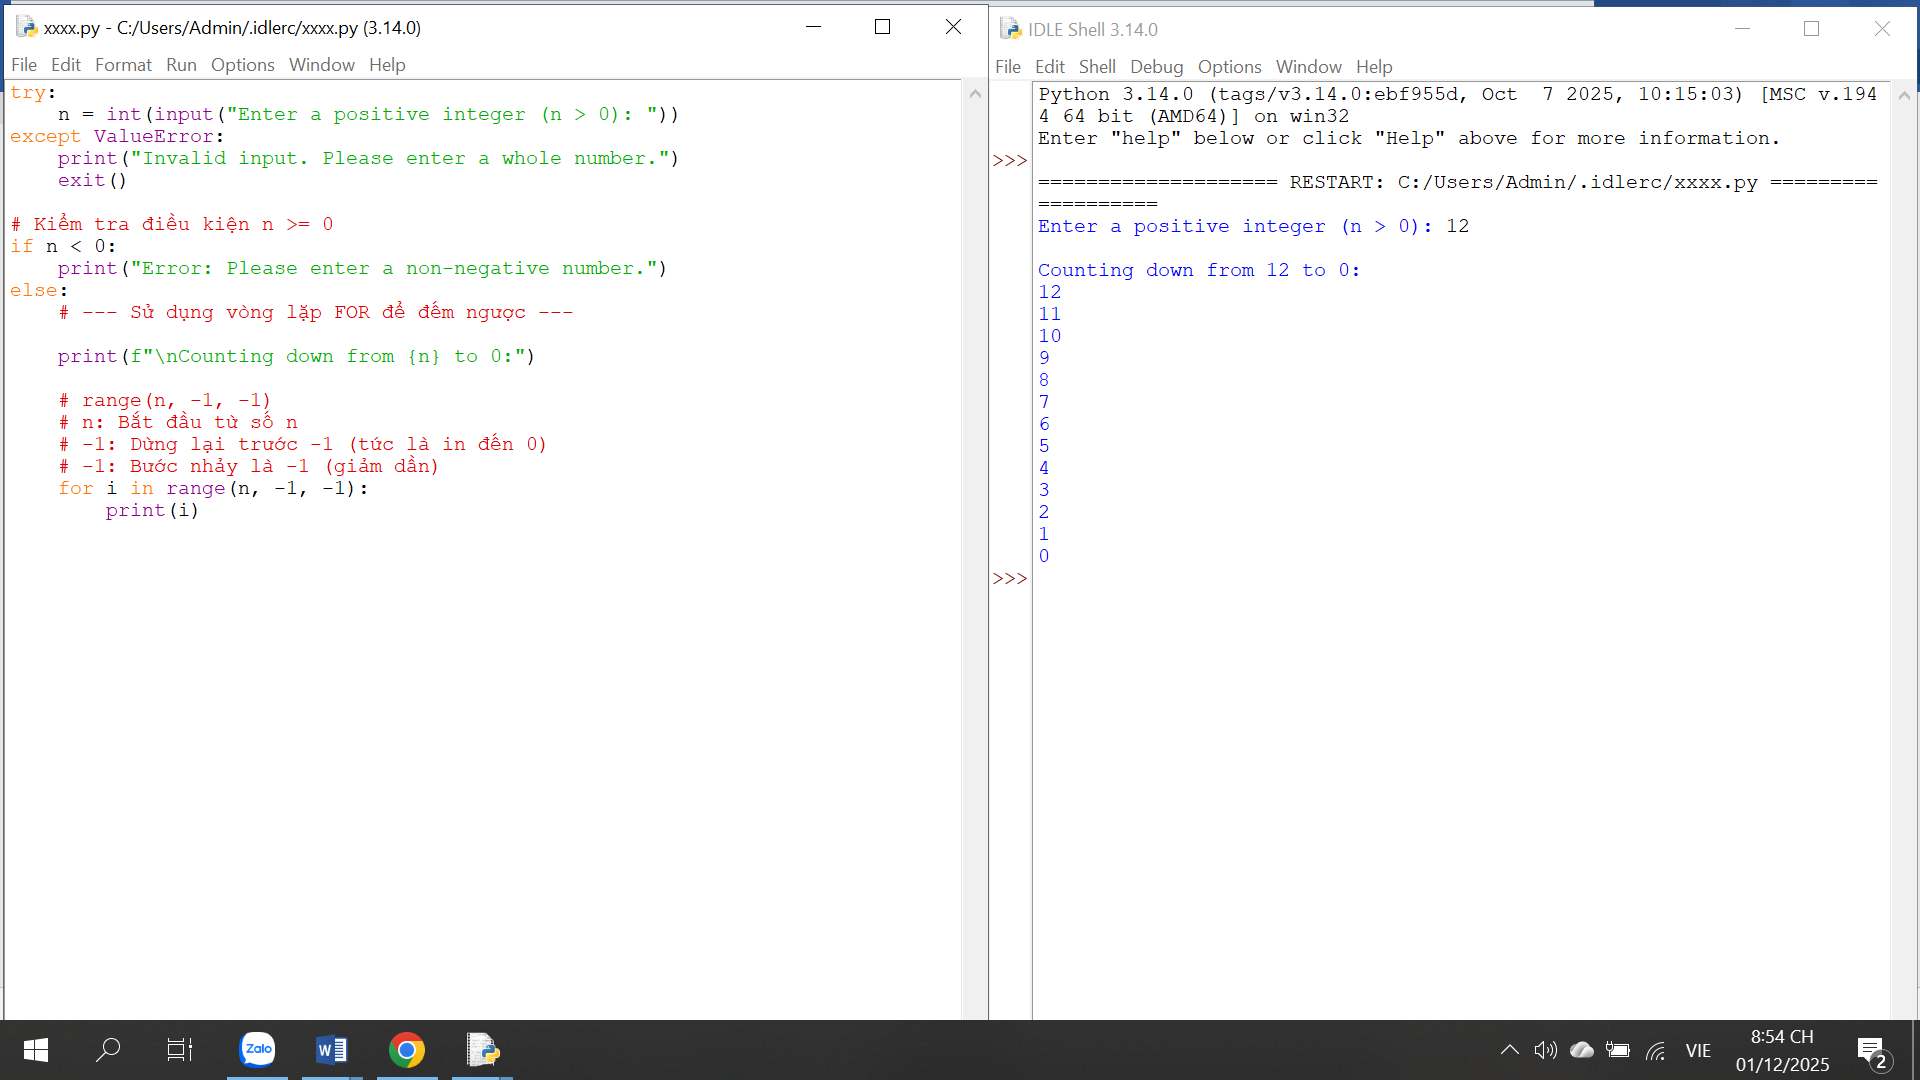 xxxx.py - C:/Users/Admin/.idlerc/xxxx.py (3.14.0)
File Edit Format Run Options Window Help
try:
    n = int(input("Enter a positive integer (n > 0): "))
except ValueError:
    print("Invalid input. Please enter a whole number.")
    exit()

# Kiểm tra điều kiện n >= 0
if n < 0:
    print("Error: Please enter a non-negative number.")
else:
    # --- Sử dụng vòng lặp FOR để đếm ngược ---

    print(f"\nCounting down from {n} to 0:")

    # range(n, -1, -1)
    # n: Bắt đầu từ số n
    # -1: Dừng lại trước -1 (tức là in đến 0)
    # -1: Bước nhảy là -1 (giảm dần)
    for i in range(n, -1, -1):
        print(i)
IDLE Shell 3.14.0
File Edit Shell Debug Options Window Help
Python 3.14.0 (tags/v3.14.0:ebf955d, Oct  7 2025, 10:15:03) [MSC v.194
4 64 bit (AMD64)] on win32
Enter "help" below or click "Help" above for more information.
>>>
==================== RESTART: C:/Users/Admin/.idlerc/xxxx.py =========
==========
Enter a positive integer (n > 0): 12

Counting down from 12 to 0:
12
11
10
9
8
7
6
5
4
3
2
1
0
>>>
Zalo
W
VIE
8:54 CH
01/12/2025
2